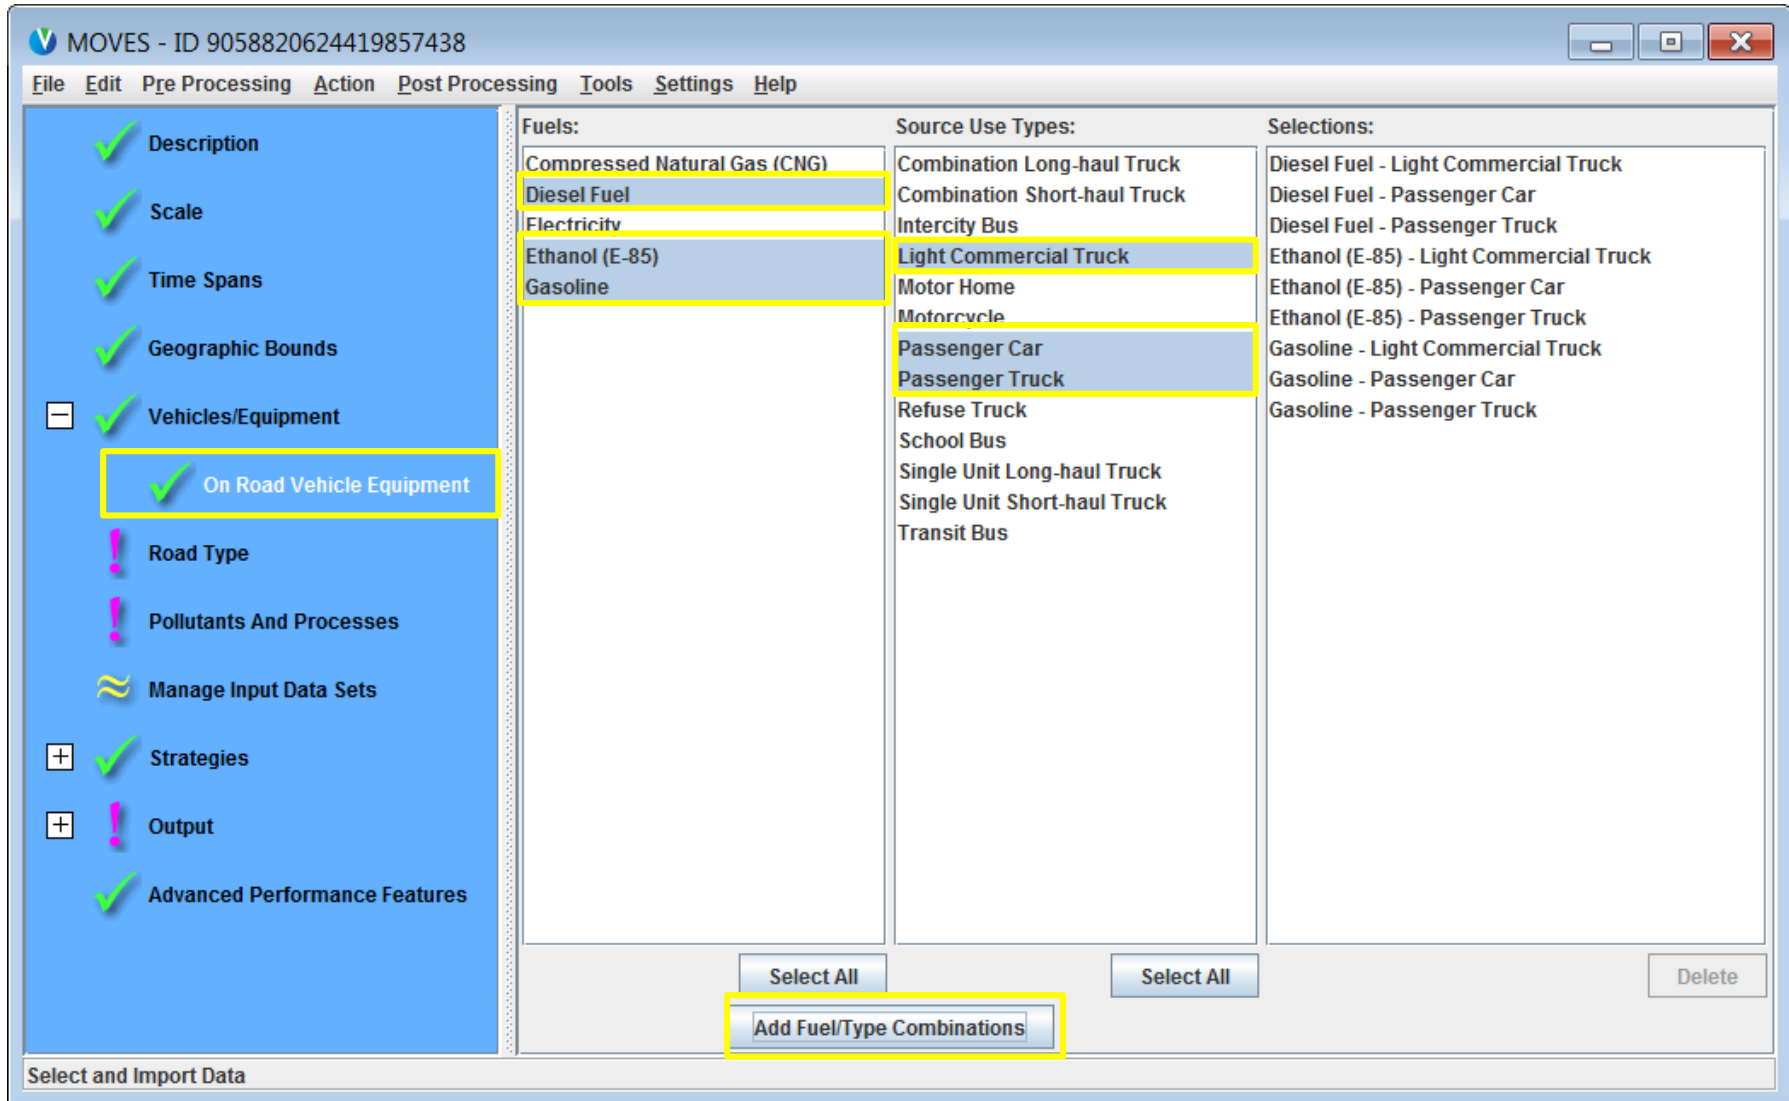 MOVES - ID 9058820624419857438
File Edit Pre Processing Action Post Processing Tools Settings Help
Description
Scale
Time Spans
Geographic Bounds
Vehicles/Equipment
On Road Vehicle Equipment
Road Type
Pollutants And Processes
Manage Input Data Sets
Strategies
Output
Advanced Performance Features
Fuels:
Compressed Natural Gas (CNG)
Diesel Fuel
Electricity
Ethanol (E-85)
Gasoline
Select All
Source Use Types:
Combination Long-haul Truck
Combination Short-haul Truck
Intercity Bus
Light Commercial Truck
Motor Home
Motorcycle
Passenger Car
Passenger Truck
Refuse Truck
School Bus
Single Unit Long-haul Truck
Single Unit Short-haul Truck
Transit Bus
Select All
Selections:
Diesel Fuel - Light Commercial Truck
Diesel Fuel - Passenger Car
Diesel Fuel - Passenger Truck
Ethanol (E-85) - Light Commercial Truck
Ethanol (E-85) - Passenger Car
Ethanol (E-85) - Passenger Truck
Gasoline - Light Commercial Truck
Gasoline - Passenger Car
Gasoline - Passenger Truck
Delete
Add Fuel/Type Combinations
Select and Import Data